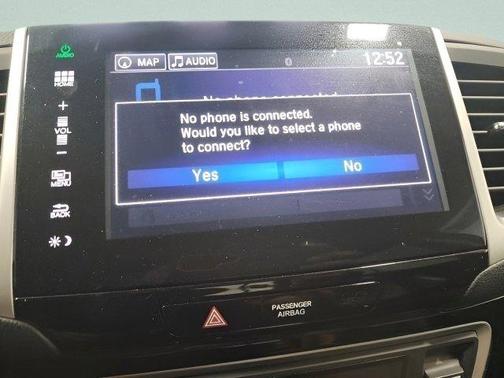 AUDIO
MAP AUDIO 12:52
HOME
No phone is connected.
Would you like to select a phone
to connect?
+
VOL
−
Yes No
MENU
BACK
PASSENGER
AIRBAG